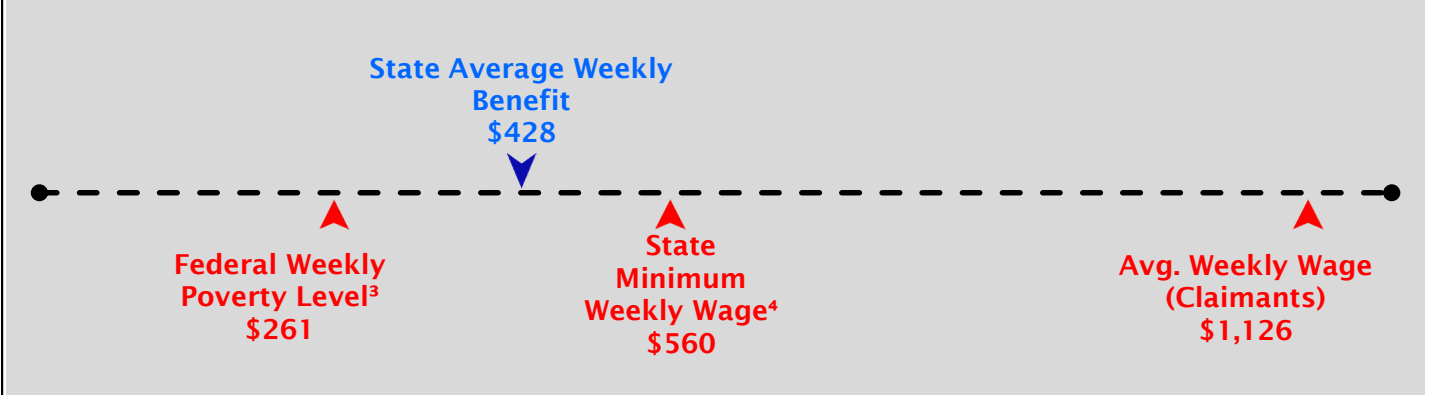 State Average Weekly
Benefit
$428
Federal Weekly
Poverty Level³
$261
State
Minimum
Weekly Wage⁴
$560
Avg. Weekly Wage
(Claimants)
$1,126